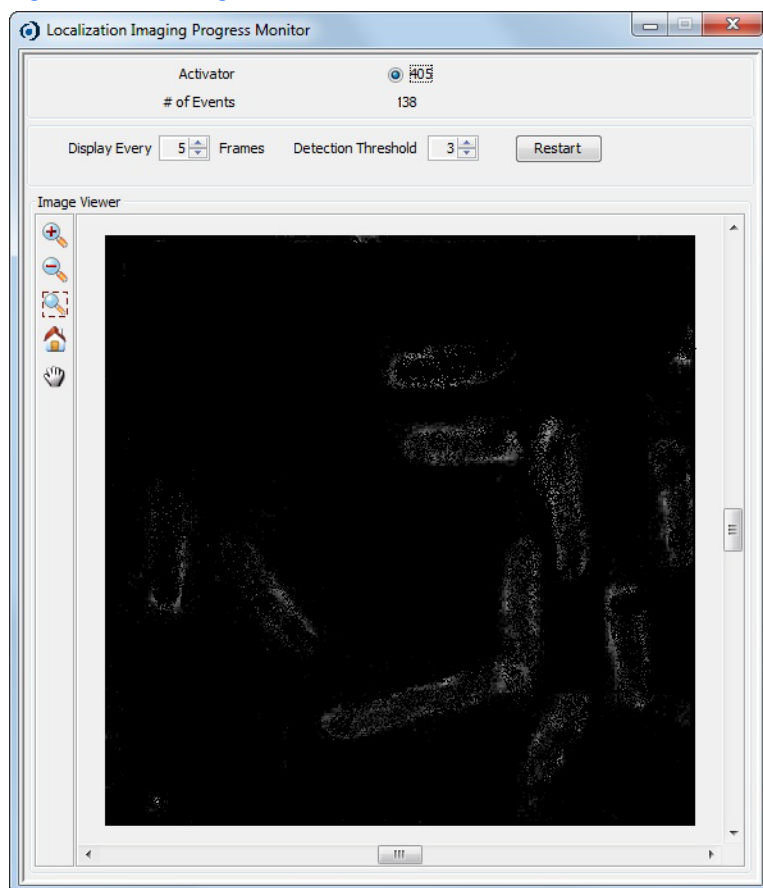 Localization Imaging Progress Monitor
Activator 405
# of Events 138
Display Every 5 Frames Detection Threshold 3 Restart
Image Viewer